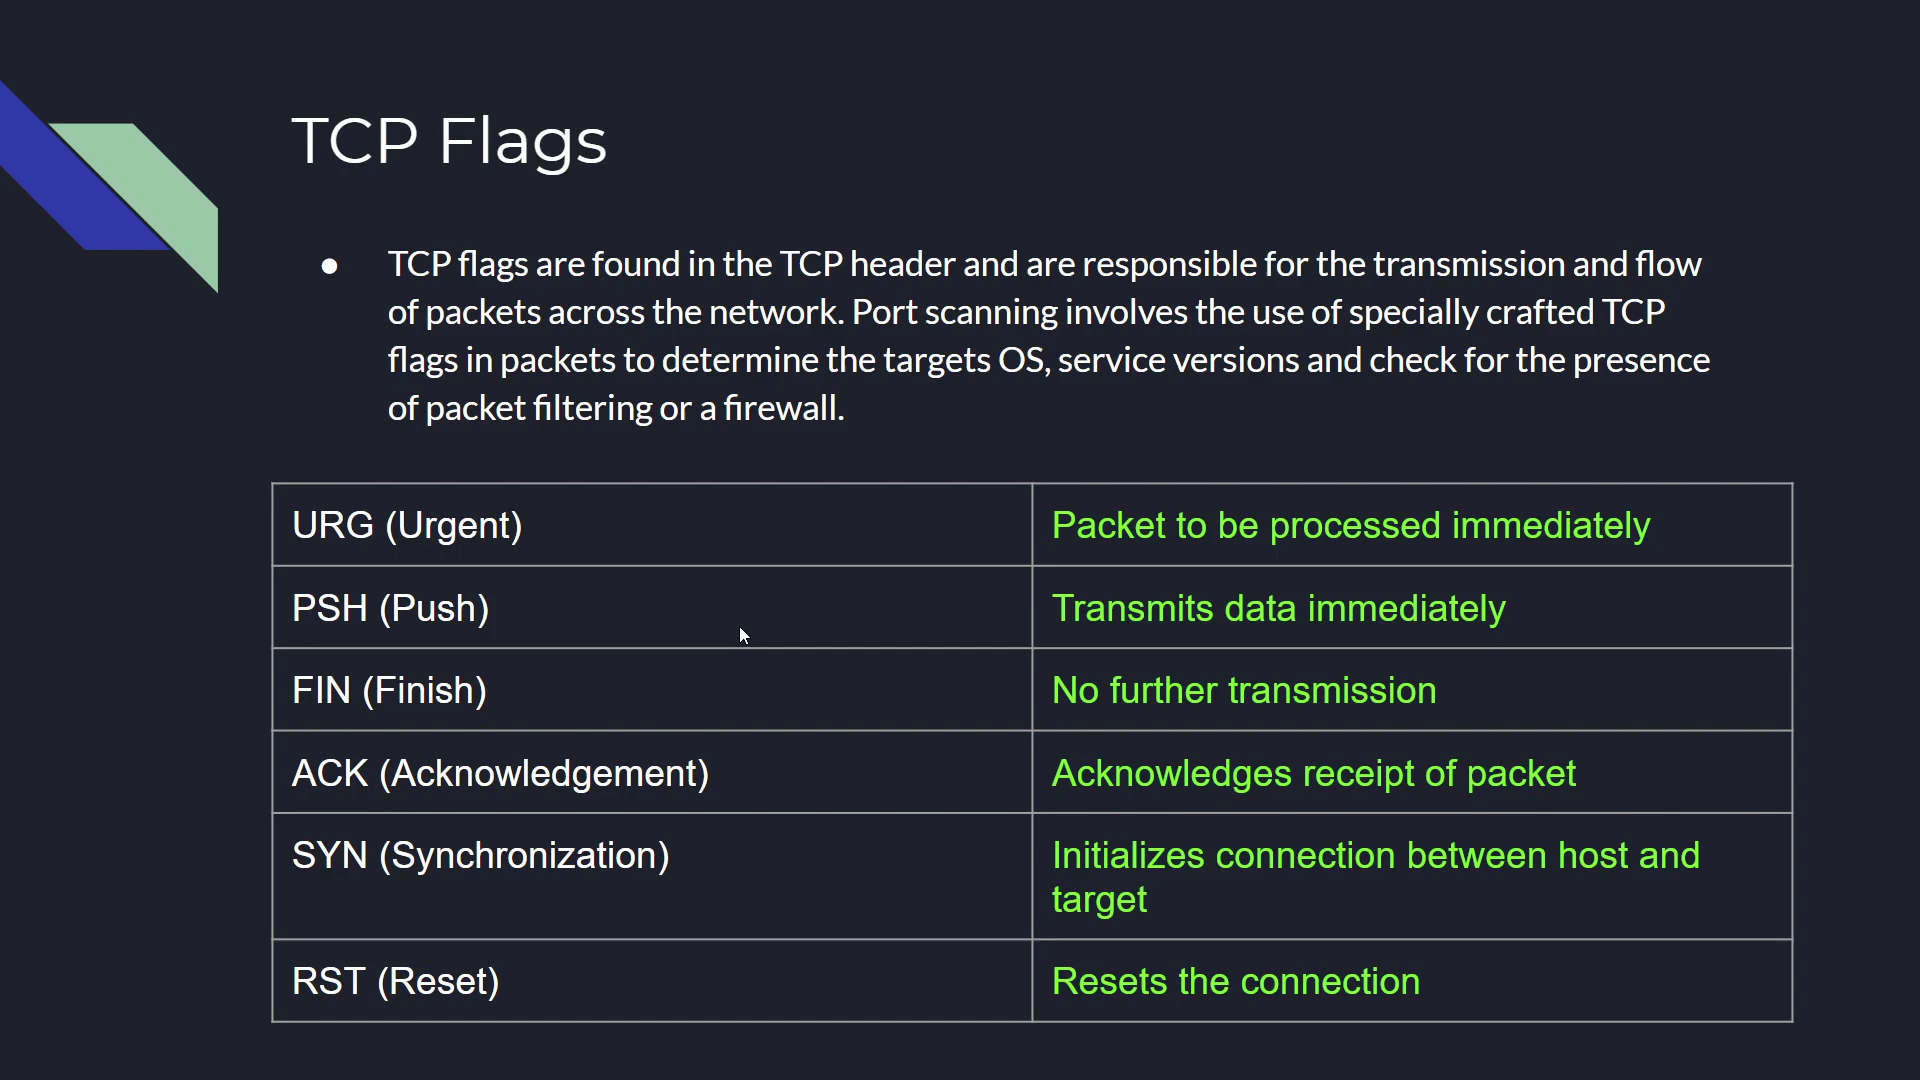 TCP Flags
● TCP flags are found in the TCP header and are responsible for the transmission and flow
of packets across the network. Port scanning involves the use of specially crafted TCP
flags in packets to determine the targets OS, service versions and check for the presence
of packet filtering or a firewall.
URG (Urgent) Packet to be processed immediately
PSH (Push) Transmits data immediately
FIN (Finish) No further transmission
ACK (Acknowledgement) Acknowledges receipt of packet
SYN (Synchronization) Initializes connection between host and
target
RST (Reset) Resets the connection